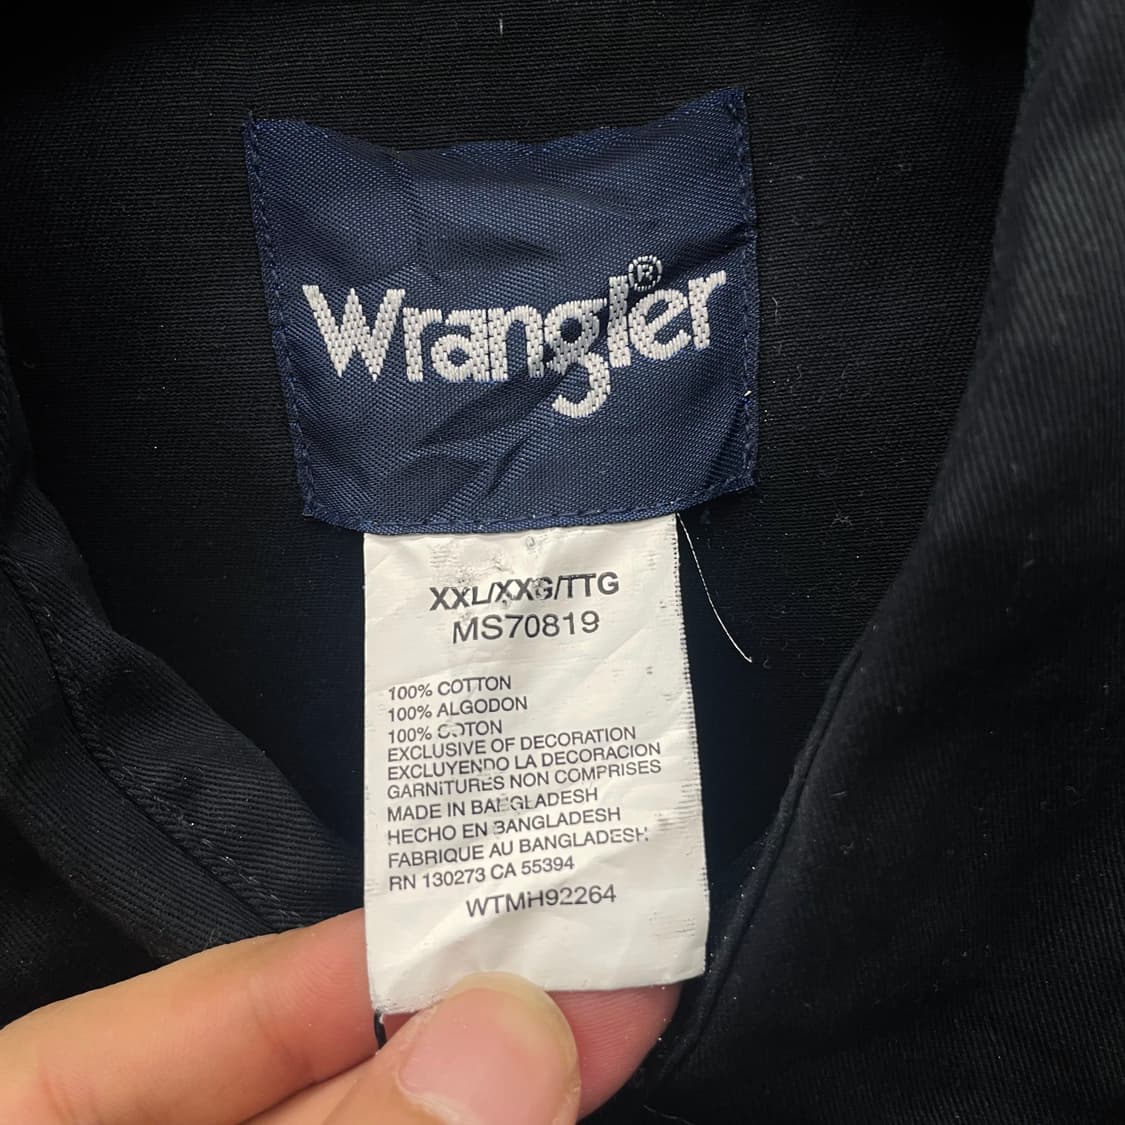 Wrangler®
XXL/XXG/TTG
MS70819
100% COTTON
100% ALGODON
100% COTON
EXCLUSIVE OF DECORATION
EXCLUYENDO LA DECORACION
GARNITURES NON COMPRISES
MADE IN BANGLADESH
HECHO EN BANGLADESH
FABRIQUE AU BANGLADESH
RN 130273 CA 55394
WTMH92264